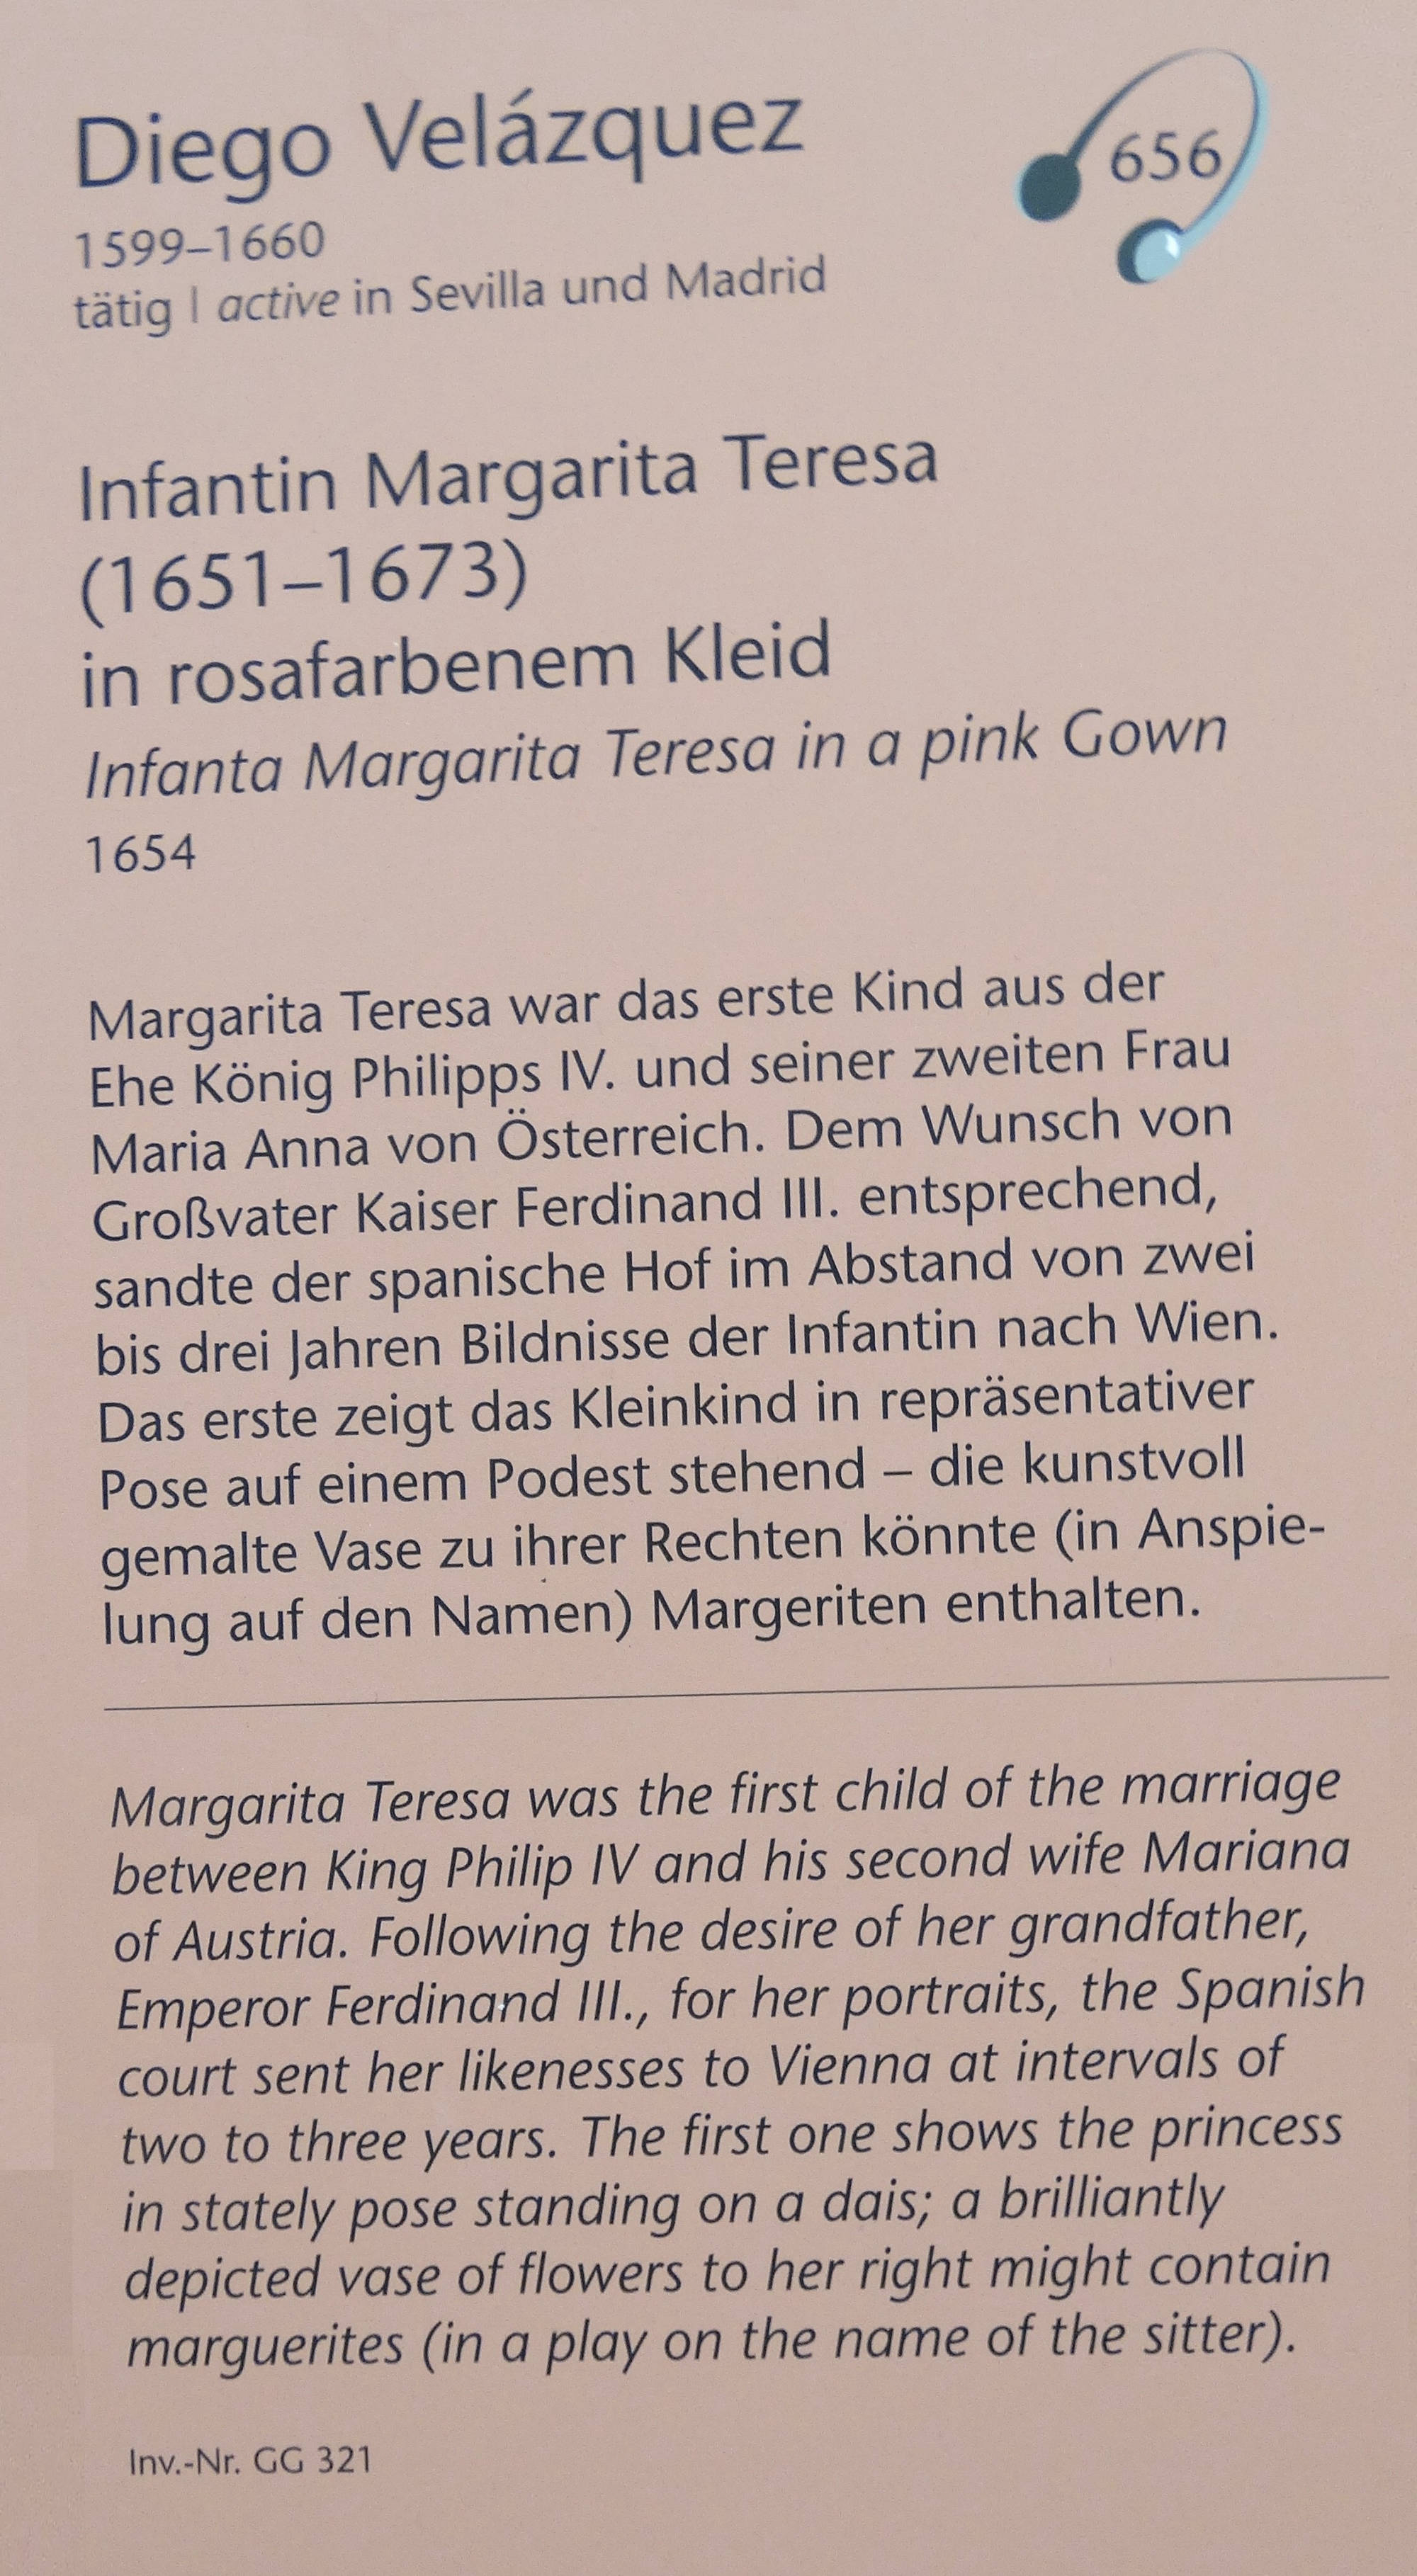 Diego Velázquez
656
1599–1660
tätig | active in Sevilla und Madrid
Infantin Margarita Teresa
(1651–1673)
in rosafarbenem Kleid
Infanta Margarita Teresa in a pink Gown
1654
Margarita Teresa war das erste Kind aus der
Ehe König Philipps IV. und seiner zweiten Frau
Maria Anna von Österreich. Dem Wunsch von
Großvater Kaiser Ferdinand III. entsprechend,
sandte der spanische Hof im Abstand von zwei
bis drei Jahren Bildnisse der Infantin nach Wien.
Das erste zeigt das Kleinkind in repräsentativer
Pose auf einem Podest stehend – die kunstvoll
gemalte Vase zu ihrer Rechten könnte (in Anspie-
lung auf den Namen) Margeriten enthalten.
Margarita Teresa was the first child of the marriage
between King Philip IV and his second wife Mariana
of Austria. Following the desire of her grandfather,
Emperor Ferdinand III., for her portraits, the Spanish
court sent her likenesses to Vienna at intervals of
two to three years. The first one shows the princess
in stately pose standing on a dais; a brilliantly
depicted vase of flowers to her right might contain
marguerites (in a play on the name of the sitter).
Inv.-Nr. GG 321